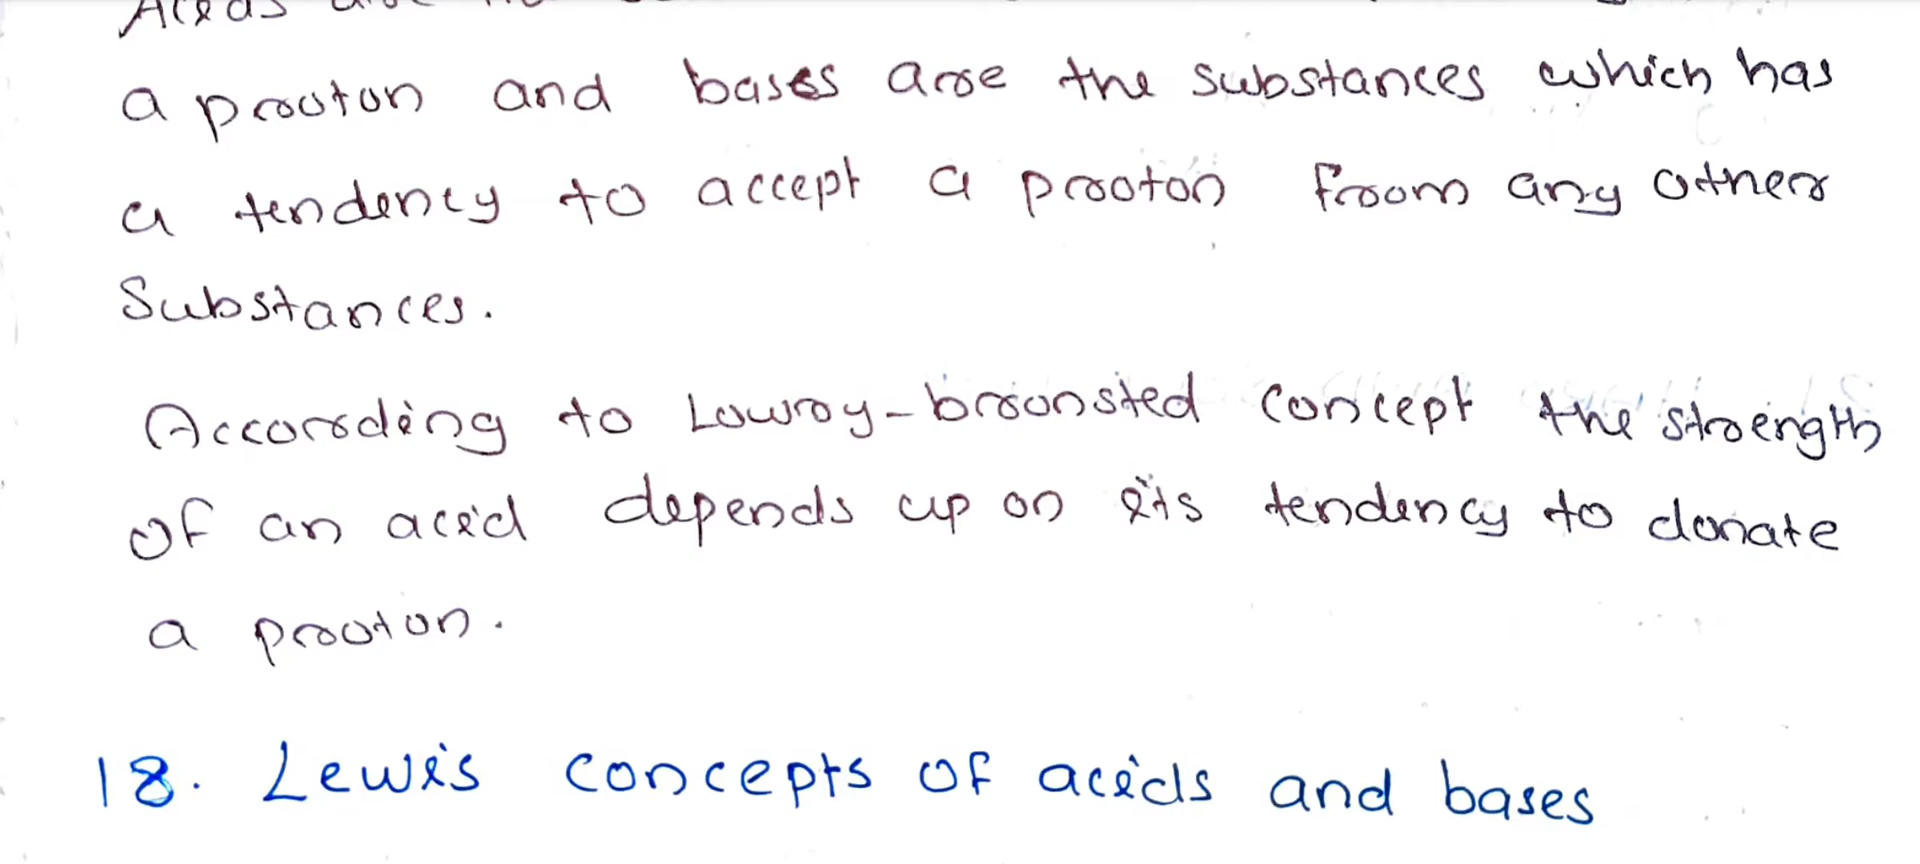 Acids are
a proton and bases are the substances which has
a tendency to accept a proton from any other
Substances.
According to Lowry-bronsted concept the strength
of an acid depends up on its tendency to donate
a proton.
18. Lewis concepts of acids and bases